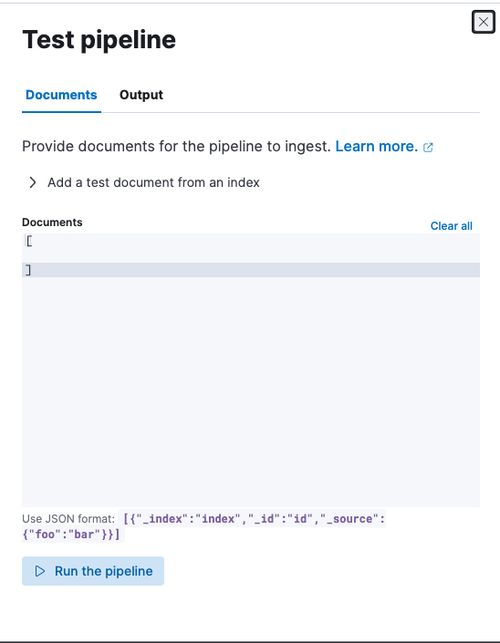 Test pipeline
Documents Output
Provide documents for the pipeline to ingest. Learn more.
Add a test document from an index
Documents
Clear all
[
]
Use JSON format: [{"_index":"index","_id":"id","_source":
{"foo":"bar"}}]
Run the pipeline